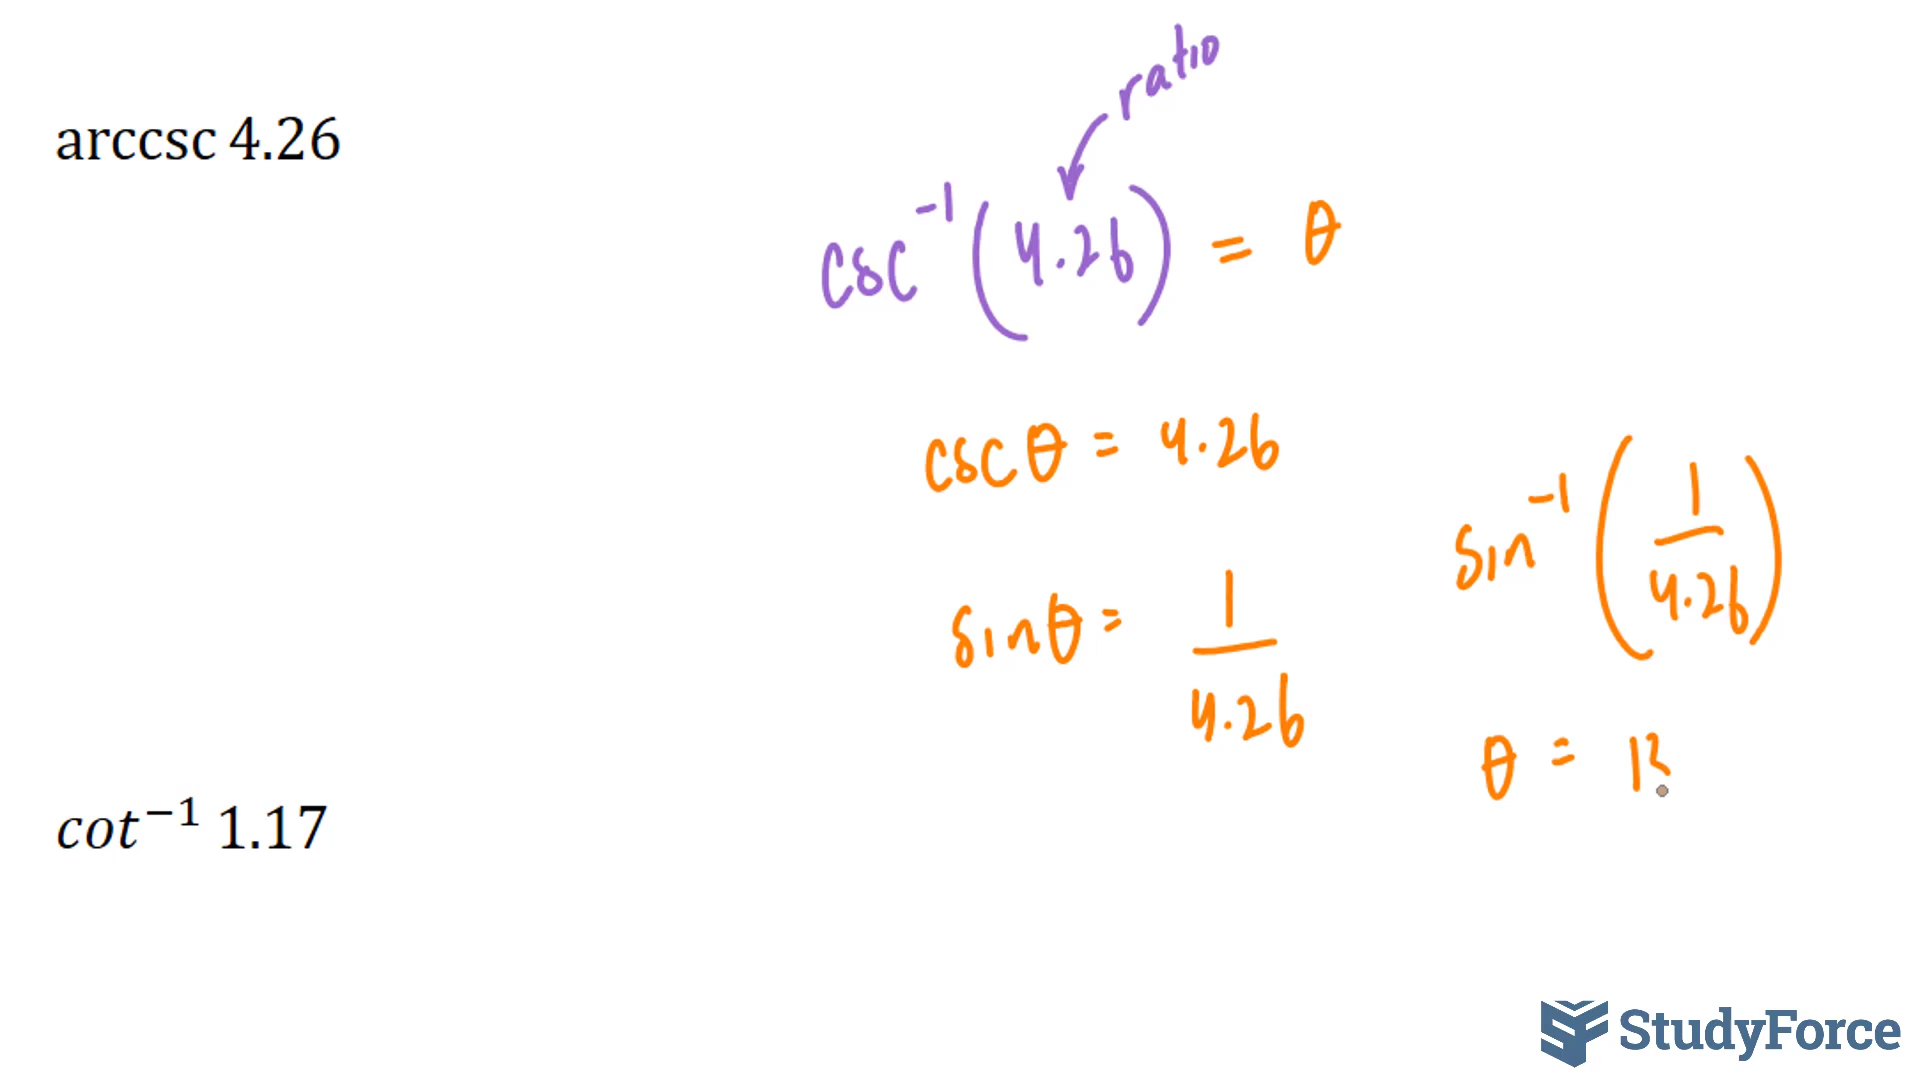 arccsc 4.26
ratio
csc⁻¹(4.26) = θ
csc θ = 4.26
sin θ = 1/4.26
sin⁻¹(1/4.26)
θ = 13
cot⁻¹ 1.17
StudyForce